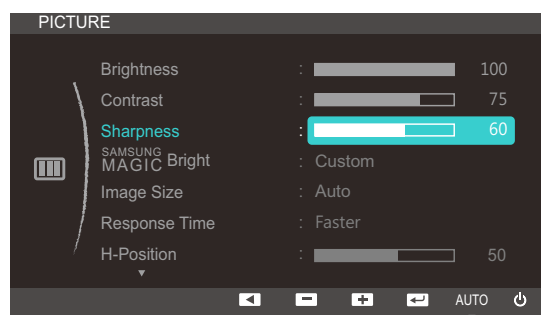 PICTURE
Brightness : 100
Contrast : 75
Sharpness : 60
SAMSUNG MAGIC Bright : Custom
Image Size : Auto
Response Time : Faster
H-Position : 50
AUTO